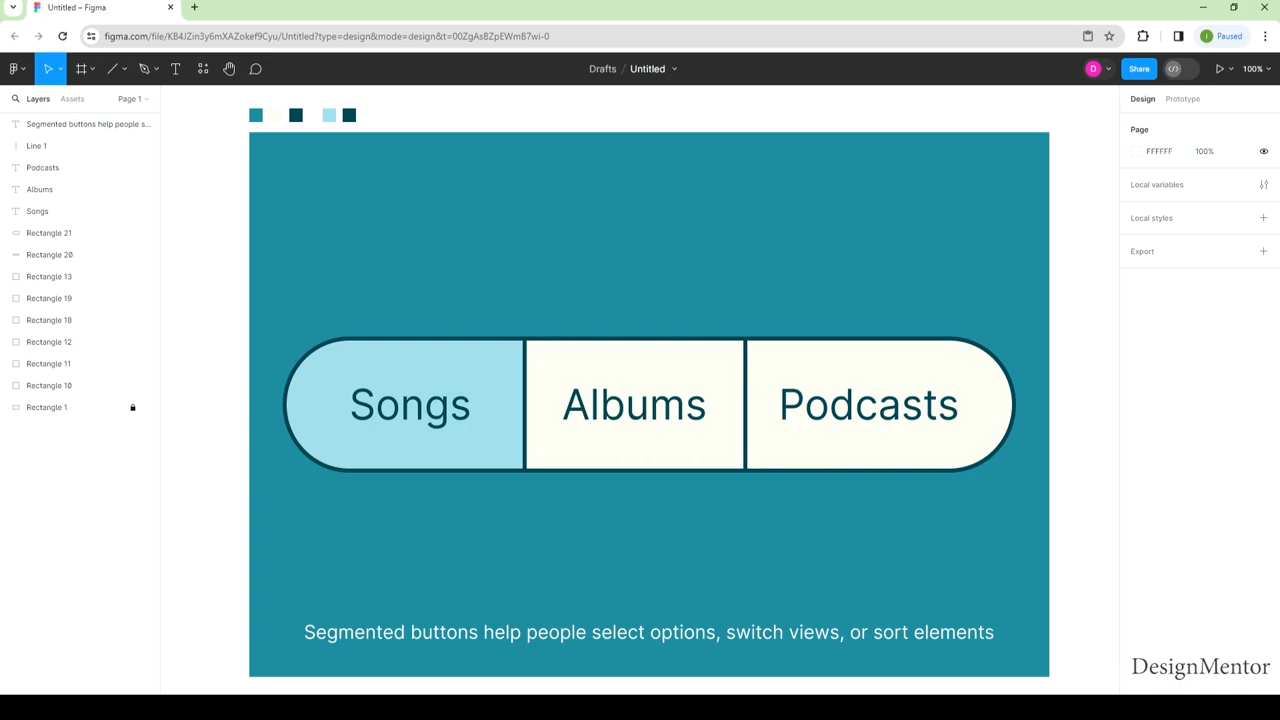 Untitled – Figma
figma.com/file/KB4JZin3y6mXAZokef9Cyu/Untitled?type=design&mode=design&t=00ZgAsBZpEWmB7wi-0
I
Paused
Drafts / Untitled
D
Share
100%
Layers
Assets
Page 1
Design
Prototype
Segmented buttons help people s...
Line 1
Podcasts
Albums
Songs
Rectangle 21
Rectangle 20
Rectangle 13
Rectangle 19
Rectangle 18
Rectangle 12
Rectangle 11
Rectangle 10
Rectangle 1
Songs
Albums
Podcasts
Segmented buttons help people select options, switch views, or sort elements
Page
FFFFFF 100%
Local variables
Local styles
Export
DesignMentor